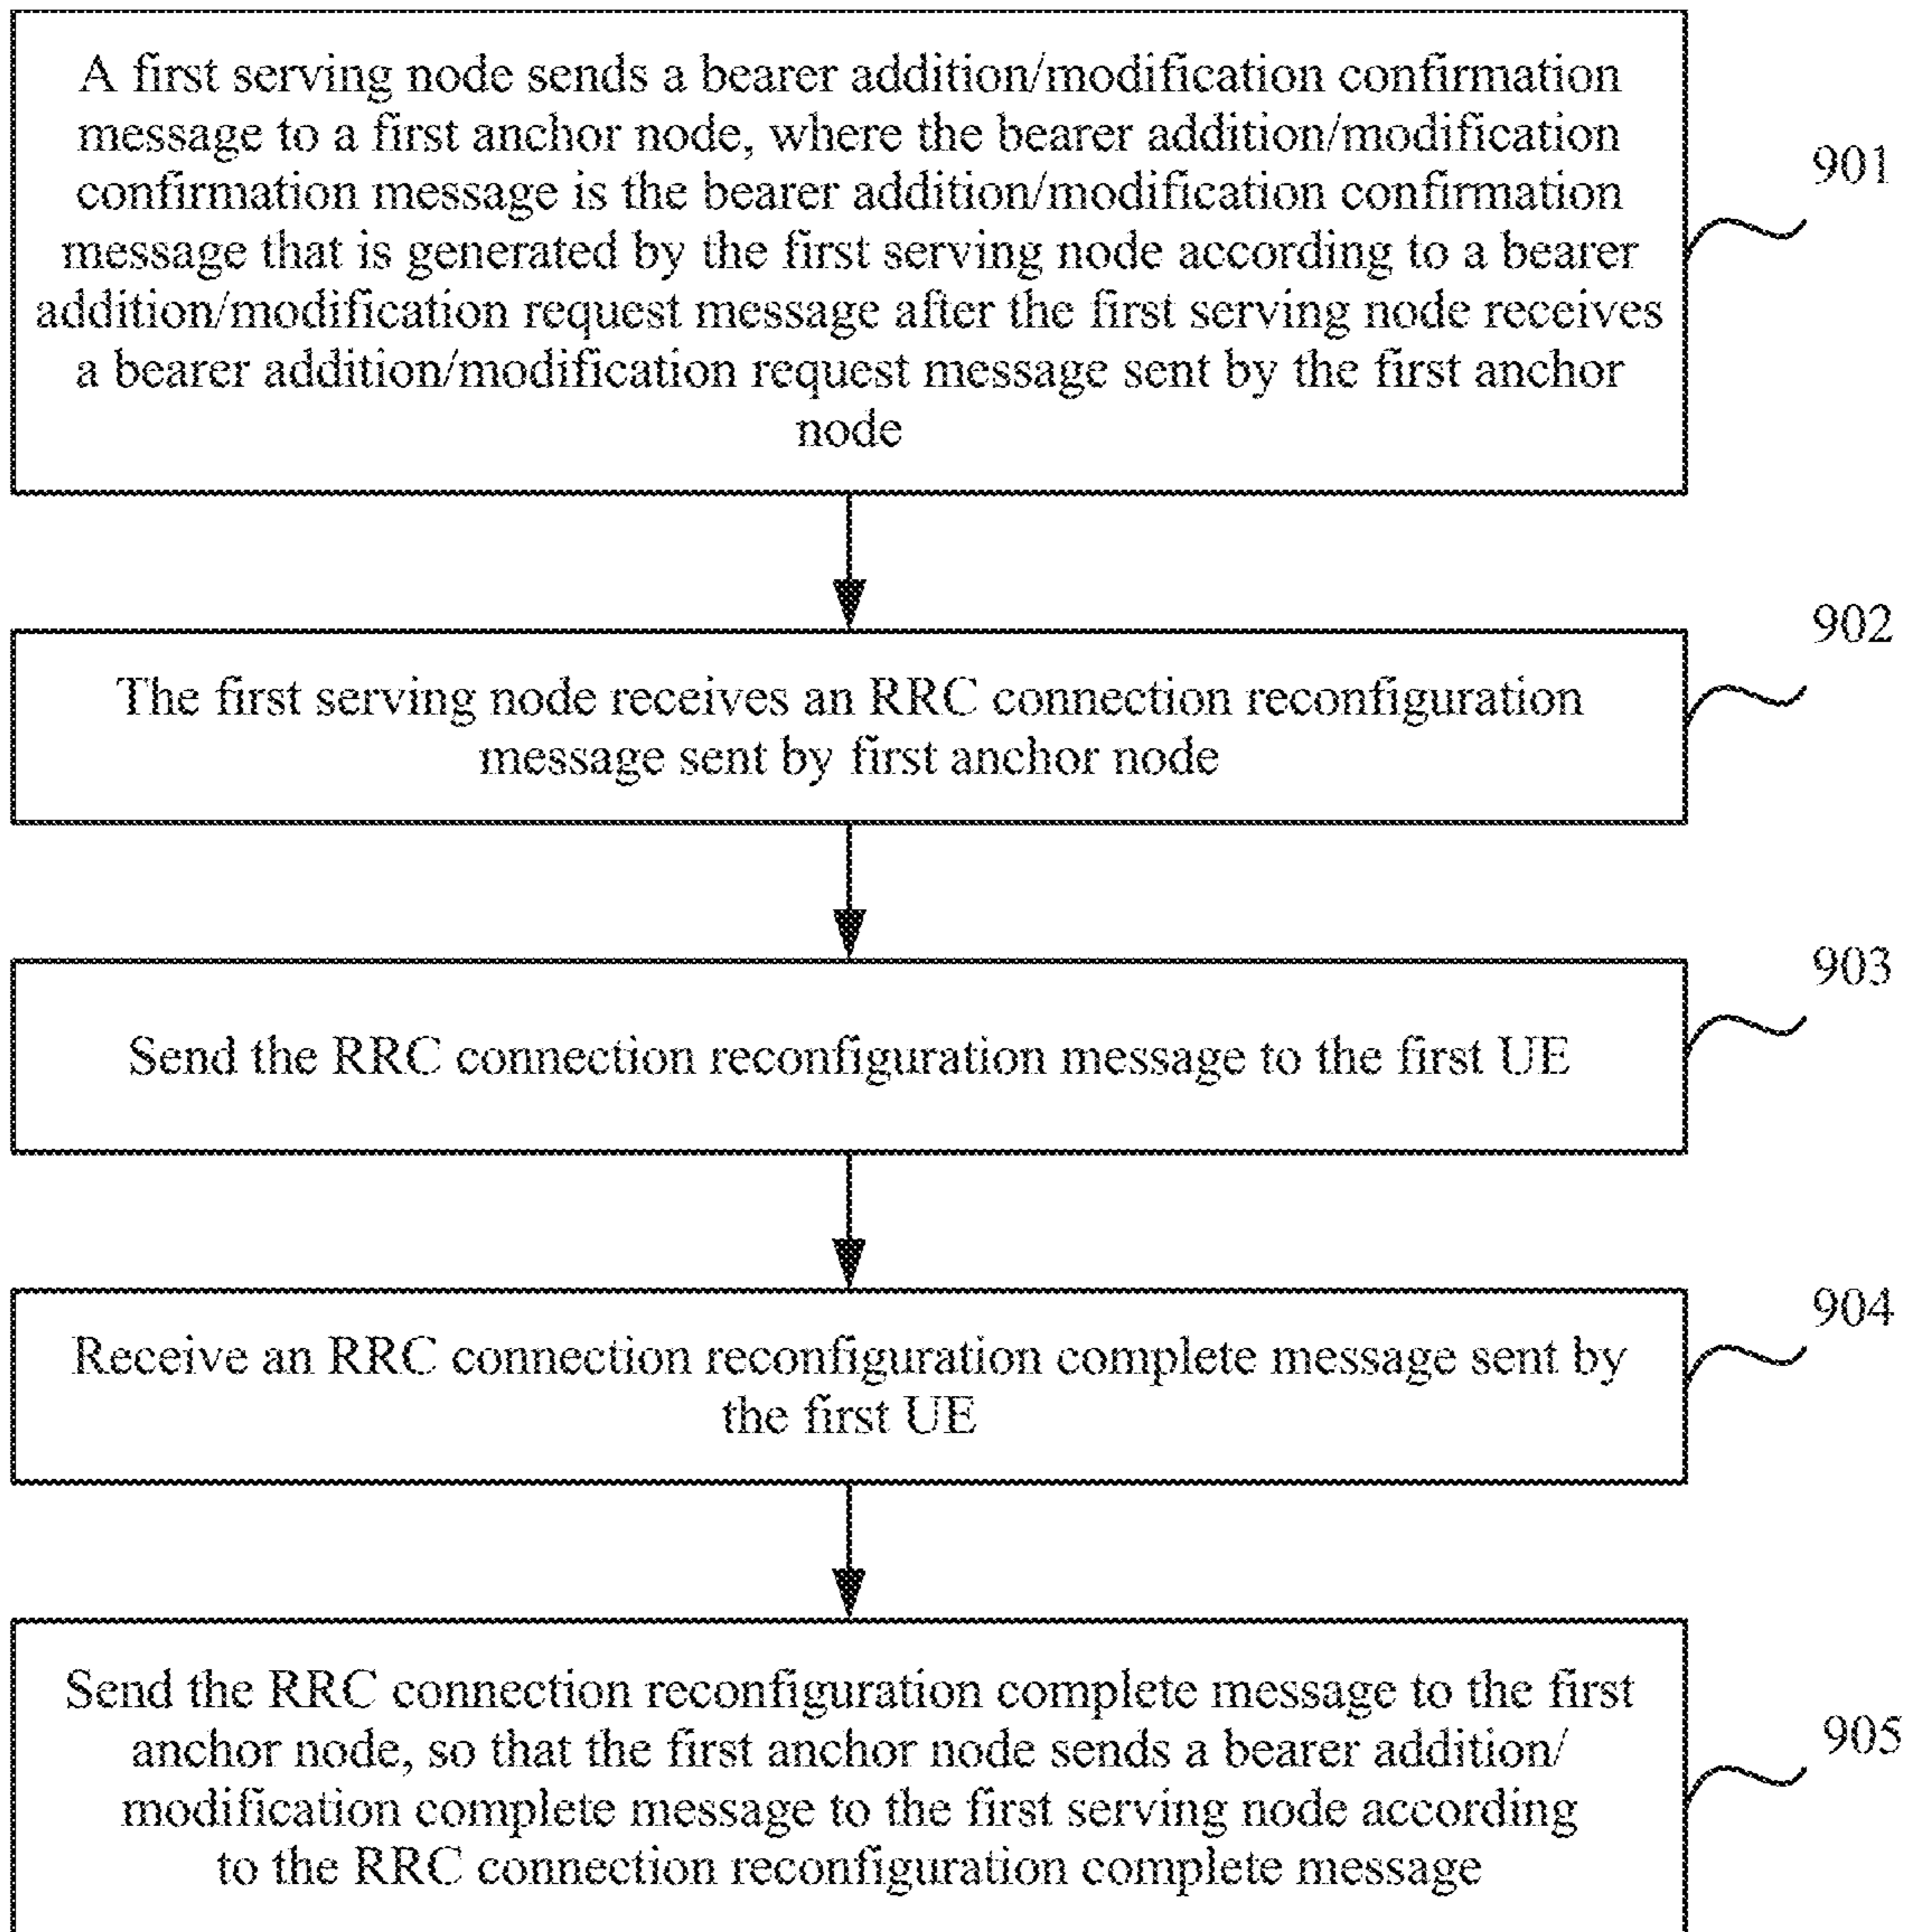 A first serving node sends a bearer addition/modification confirmation
message to a first anchor node, where the bearer addition/modification
confirmation message is the bearer addition/modification confirmation
message that is generated by the first serving node according to a bearer
addition/modification request message after the first serving node receives
a bearer addition/modification request message sent by the first anchor
node
901
The first serving node receives an RRC connection reconfiguration
message sent by first anchor node
902
Send the RRC connection reconfiguration message to the first UE
903
Receive an RRC connection reconfiguration complete message sent by
the first UE
904
Send the RRC connection reconfiguration complete message to the first
anchor node, so that the first anchor node sends a bearer addition/
modification complete message to the first serving node according
to the RRC connection reconfiguration complete message
905